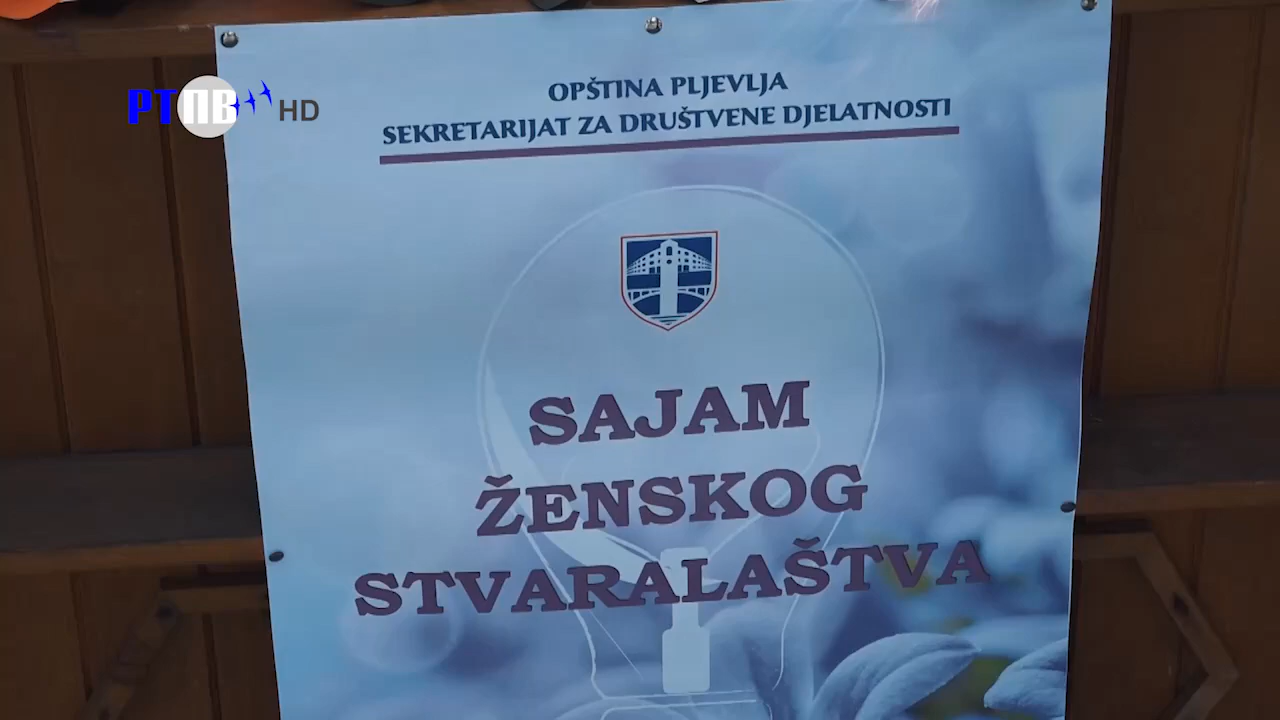 РТПВ HD
OPŠTINA PLJEVLJA
SEKRETARIJAT ZA DRUŠTVENE DJELATNOSTI
SAJAM
ŽENSKOG
STVARALAŠTVA